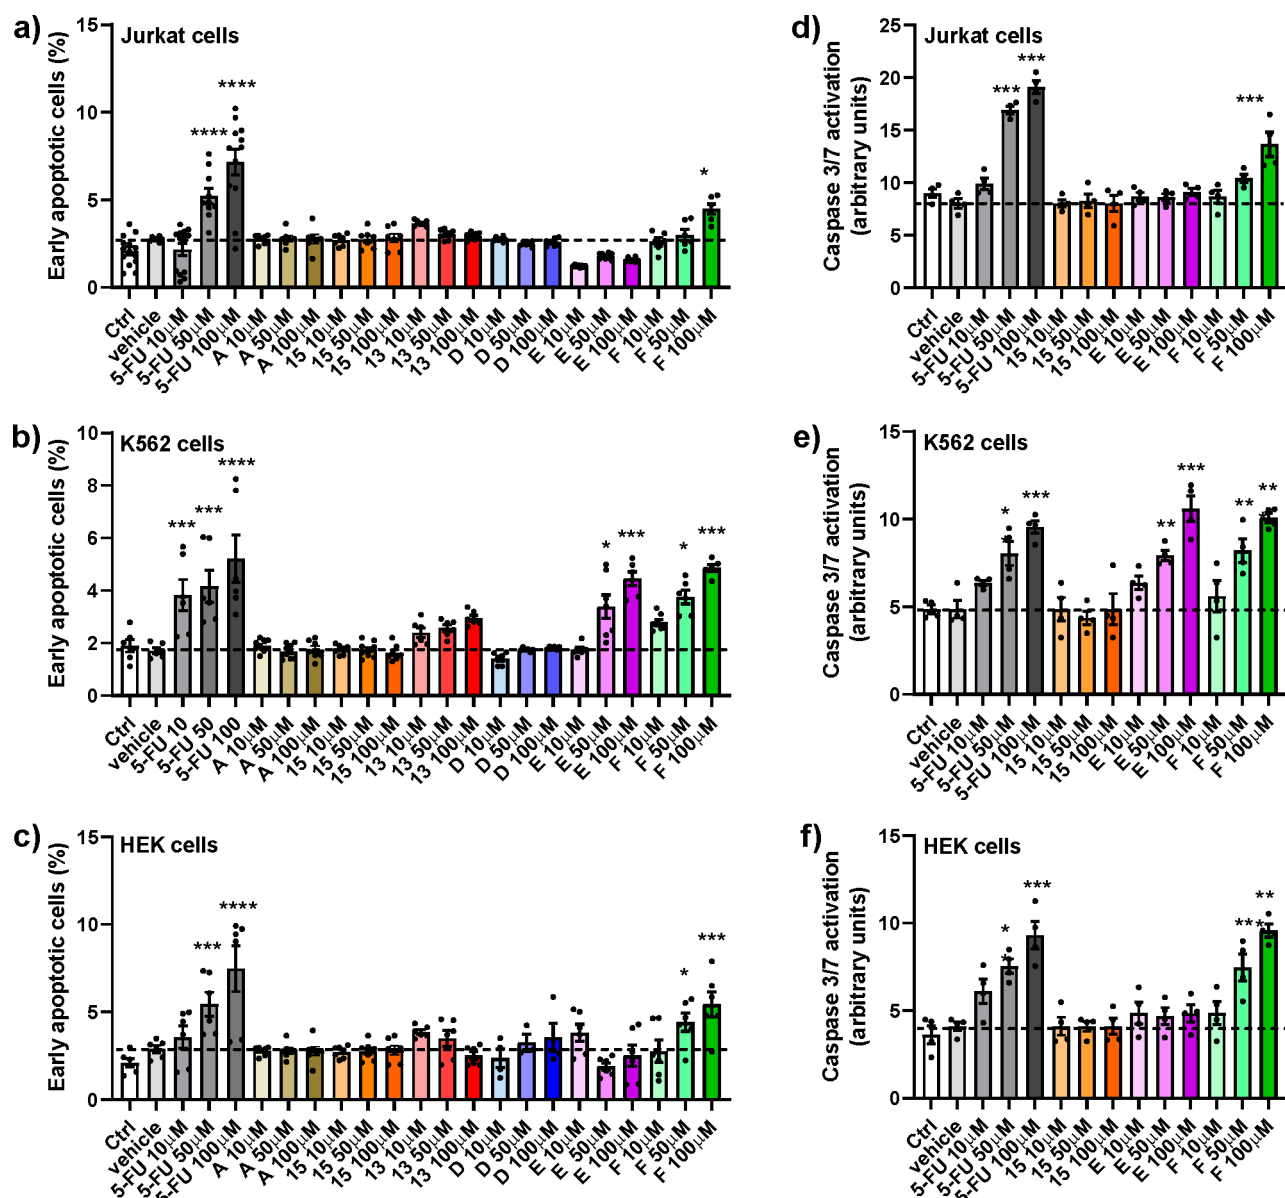 a)
Jurkat cells
Early apoptotic cells (%)
15
10
5
0
****
****
*
Ctrl
vehicle
5-FU 10μM
5-FU 50μM
5-FU 100μM
A 10μM
A 50μM
A 100μM
15 10μM
15 50μM
15 100μM
13 10μM
13 50μM
13 100μM
D 10μM
D 50μM
D 100μM
E 10μM
E 50μM
E 100μM
F 10μM
F 50μM
F 100μM
d)
Jurkat cells
Caspase 3/7 activation
(arbitrary units)
25
20
15
10
5
0
***
***
***
Ctrl
vehicle
5-FU 10μM
5-FU 50μM
5-FU 100μM
15 10μM
15 50μM
15 100μM
E 10μM
E 50μM
E 100μM
F 10μM
F 50μM
F 100μM
b)
K562 cells
Early apoptotic cells (%)
10
8
6
4
2
0
***
***
****
*
***
*
***
Ctrl
vehicle
5-FU 10
5-FU 50
5-FU 100
A 10μM
A 50μM
A 100μM
15 10μM
15 50μM
15 100μM
13 10μM
13 50μM
13 100μM
D 10μM
D 50μM
D 100μM
E 10μM
E 50μM
E 100μM
F 10μM
F 50μM
F 100μM
e)
K562 cells
Caspase 3/7 activation
(arbitrary units)
15
10
5
0
*
***
**
***
**
**
Ctrl
vehicle
5-FU 10μM
5-FU 50μM
5-FU 100μM
15 10μM
15 50μM
15 100μM
E 10μM
E 50μM
E 100μM
F 10μM
F 50μM
F 100μM
c)
HEK cells
Early apoptotic cells (%)
15
10
5
0
***
****
*
***
Ctrl
vehicle
5-FU 10μM
5-FU 50μM
5-FU 100μM
A 10μM
A 50μM
A 100μM
15 10μM
15 50μM
15 100μM
13 10μM
13 50μM
13 100μM
D 10μM
D 50μM
D 100μM
E 10μM
E 50μM
E 100μM
F 10μM
F 50μM
F 100μM
f)
HEK cells
Caspase 3/7 activation
(arbitrary units)
15
10
5
0
*
***
***
**
Ctrl
vehicle
5-FU 10μM
5-FU 50μM
5-FU 100μM
15 10μM
15 50μM
15 100μM
E 10μM
E 50μM
E 100μM
F 10μM
F 50μM
F 100μM